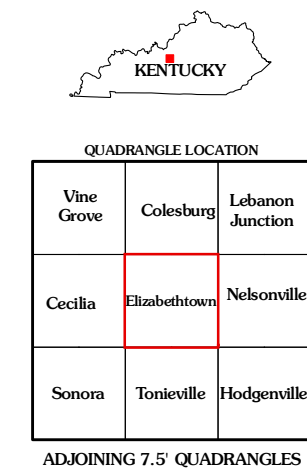 KENTUCKY
QUADRANGLE LOCATION
Vine
Grove
Colesburg
Lebanon
Junction
Cecilia
Elizabethtown
Nelsonville
Sonora
Tonieville
Hodgenville
ADJOINING 7.5' QUADRANGLES